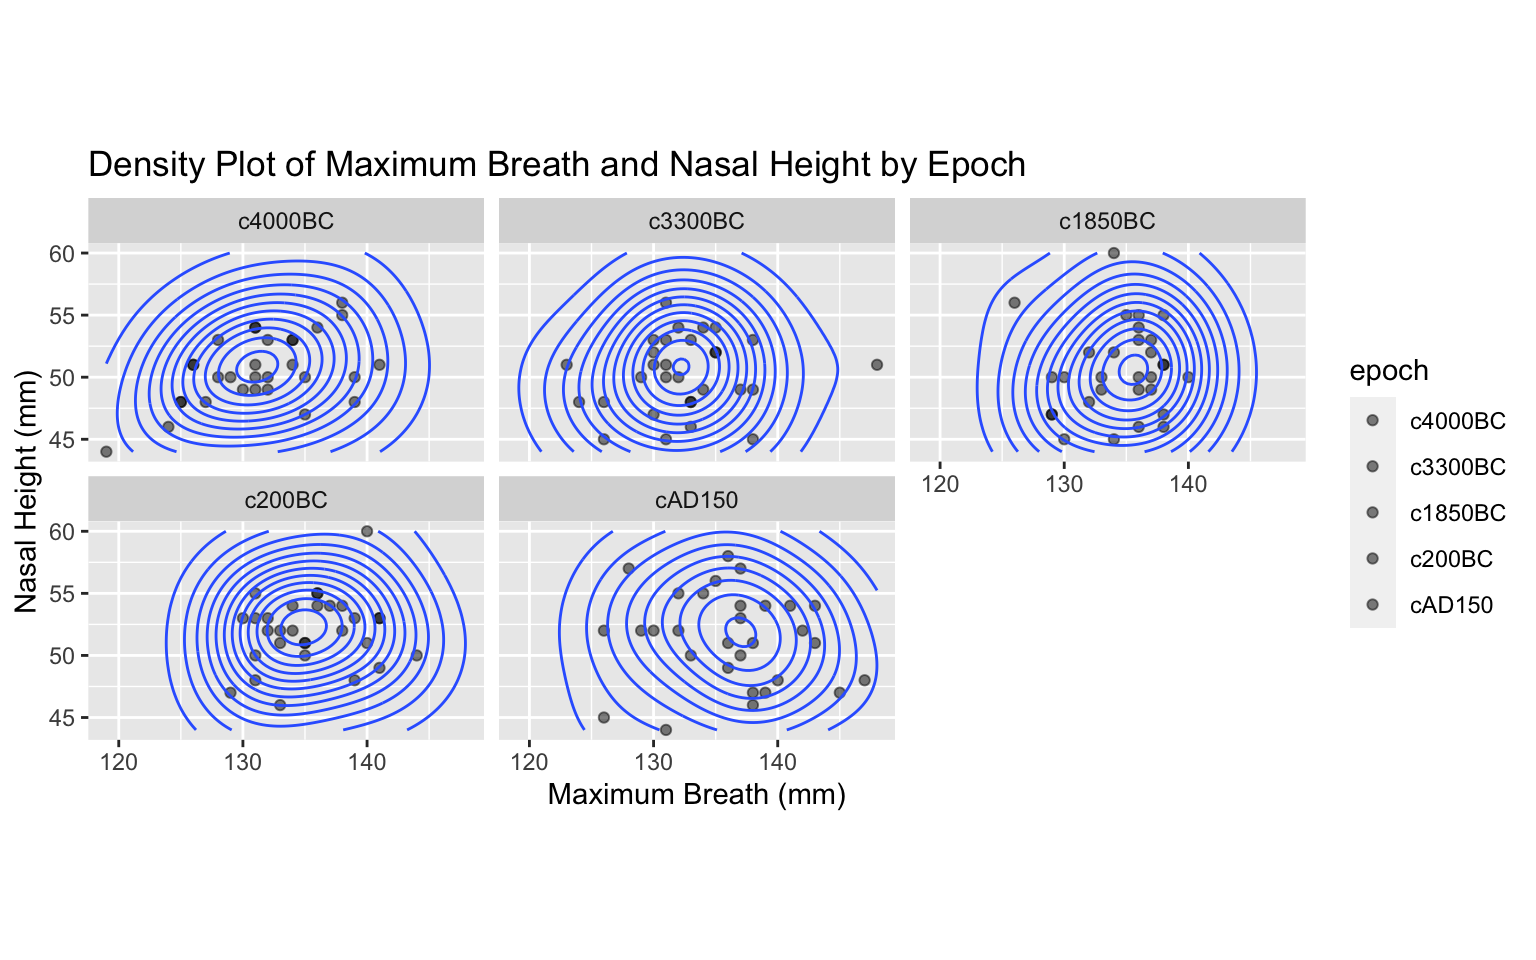 Density Plot of Maximum Breath and Nasal Height by Epoch
c4000BC
c3300BC
c1850BC
60
55
50
45
120
130
140
c200BC
cAD150
60
55
50
45
120
130
140
120
130
140
Maximum Breath (mm)
Nasal Height (mm)
epoch
c4000BC
c3300BC
c1850BC
c200BC
cAD150